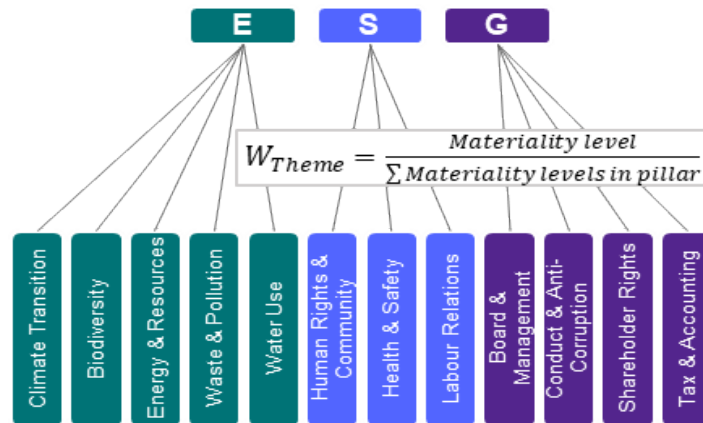 E
S
G
W_Theme = Materiality level / ∑ Materiality levels in pillar
Climate Transition
Biodiversity
Energy & Resources
Waste & Pollution
Water Use
Human Rights &
Community
Health & Safety
Labour Relations
Board &
Management
Conduct & Anti-
Corruption
Shareholder Rights
Tax & Accounting